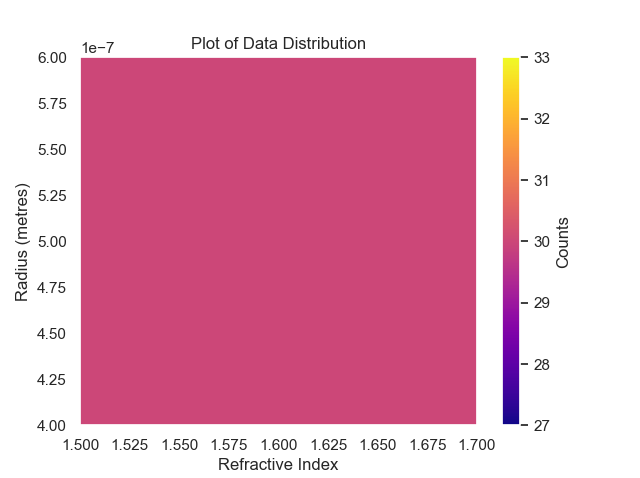 Plot of Data Distribution
1e−7
6.00
5.75
5.50
5.25
5.00
4.75
4.50
4.25
4.00
Radius (metres)
1.500 1.525 1.550 1.575 1.600 1.625 1.650 1.675 1.700
Refractive Index
33
32
31
30
29
28
27
Counts